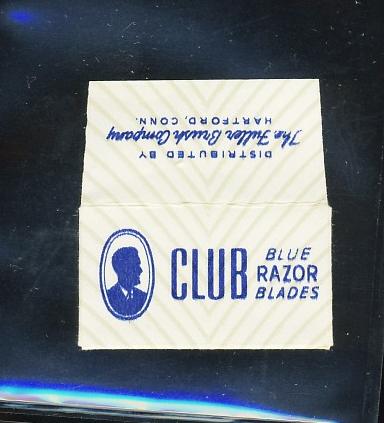 DISTRIBUTED BY
The Fuller Brush Company
HARTFORD, CONN.
CLUB
BLUE
RAZOR
BLADES